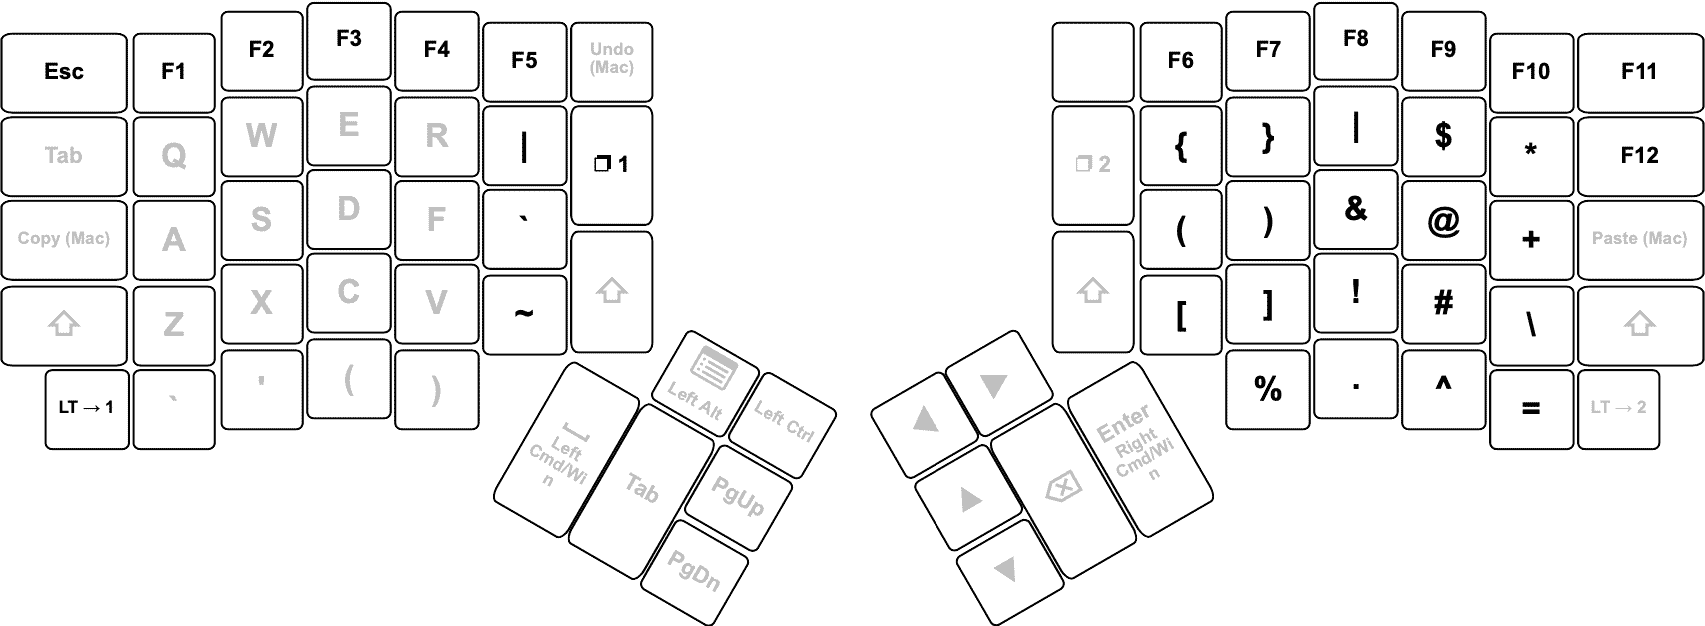 Esc F1 F2 F3 F4 F5 Undo
(Mac)
F6 F7 F8 F9 F10 F11
Tab Q W E R | 1
2 { } | $ * F12
Copy (Mac) A S D F `
( ) & @ + Paste (Mac)
Z X C V ~
[ ] ! # \
LT → 1 ` ' ( )
% . ^ = LT → 2
Left Alt
Left Ctrl
Left
Cmd/Wi
n
Tab
PgUp
PgDn
Enter
Right
Cmd/Wi
n